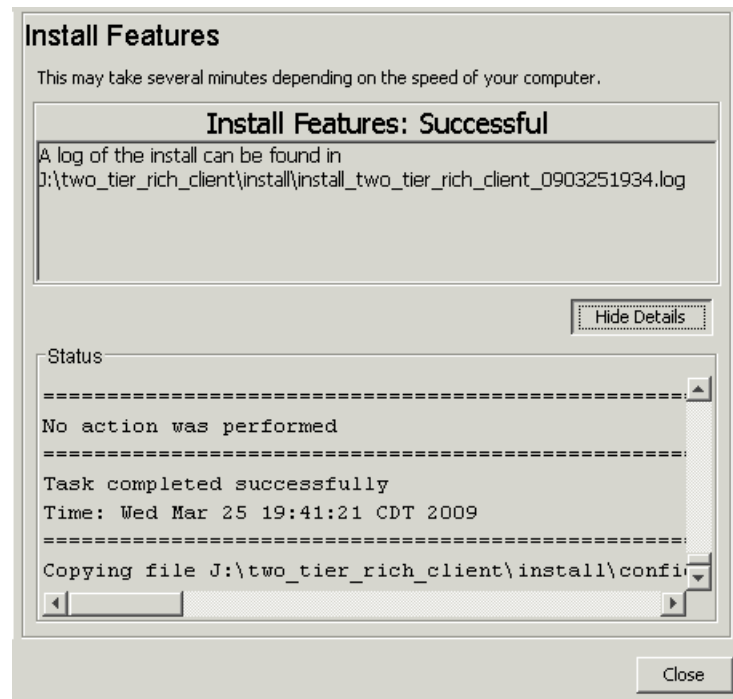 Install Features
This may take several minutes depending on the speed of your computer.
Install Features: Successful
A log of the install can be found in
J:\two_tier_rich_client\install\install_two_tier_rich_client_0903251934.log
Hide Details
Status
==================================================
No action was performed
==================================================
Task completed successfully
Time: Wed Mar 25 19:41:21 CDT 2009
==================================================
Copying file J:\two_tier_rich_client\install\confi
Close